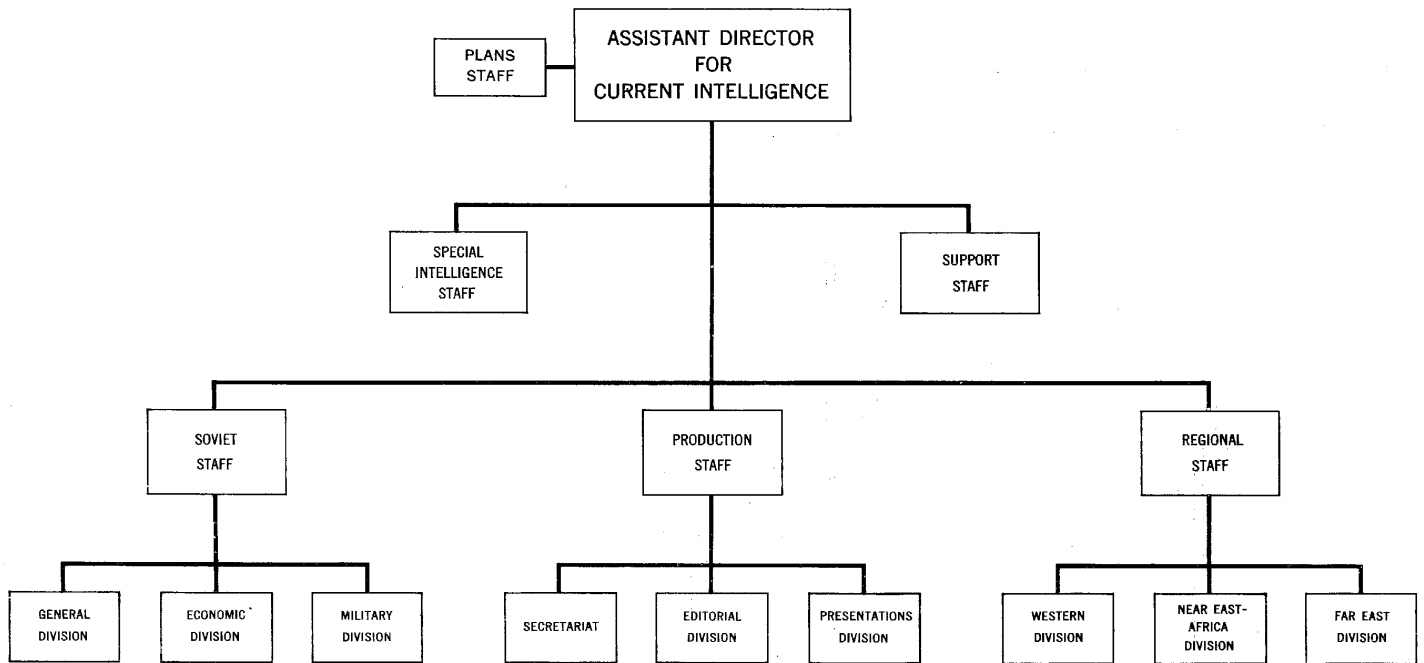 ASSISTANT DIRECTOR
FOR
CURRENT INTELLIGENCE
PLANS
STAFF
SPECIAL
INTELLIGENCE
STAFF
SUPPORT
STAFF
SOVIET
STAFF
PRODUCTION
STAFF
REGIONAL
STAFF
GENERAL
DIVISION
ECONOMIC
DIVISION
MILITARY
DIVISION
SECRETARIAT
EDITORIAL
DIVISION
PRESENTATIONS
DIVISION
WESTERN
DIVISION
NEAR EAST-
AFRICA
DIVISION
FAR EAST
DIVISION